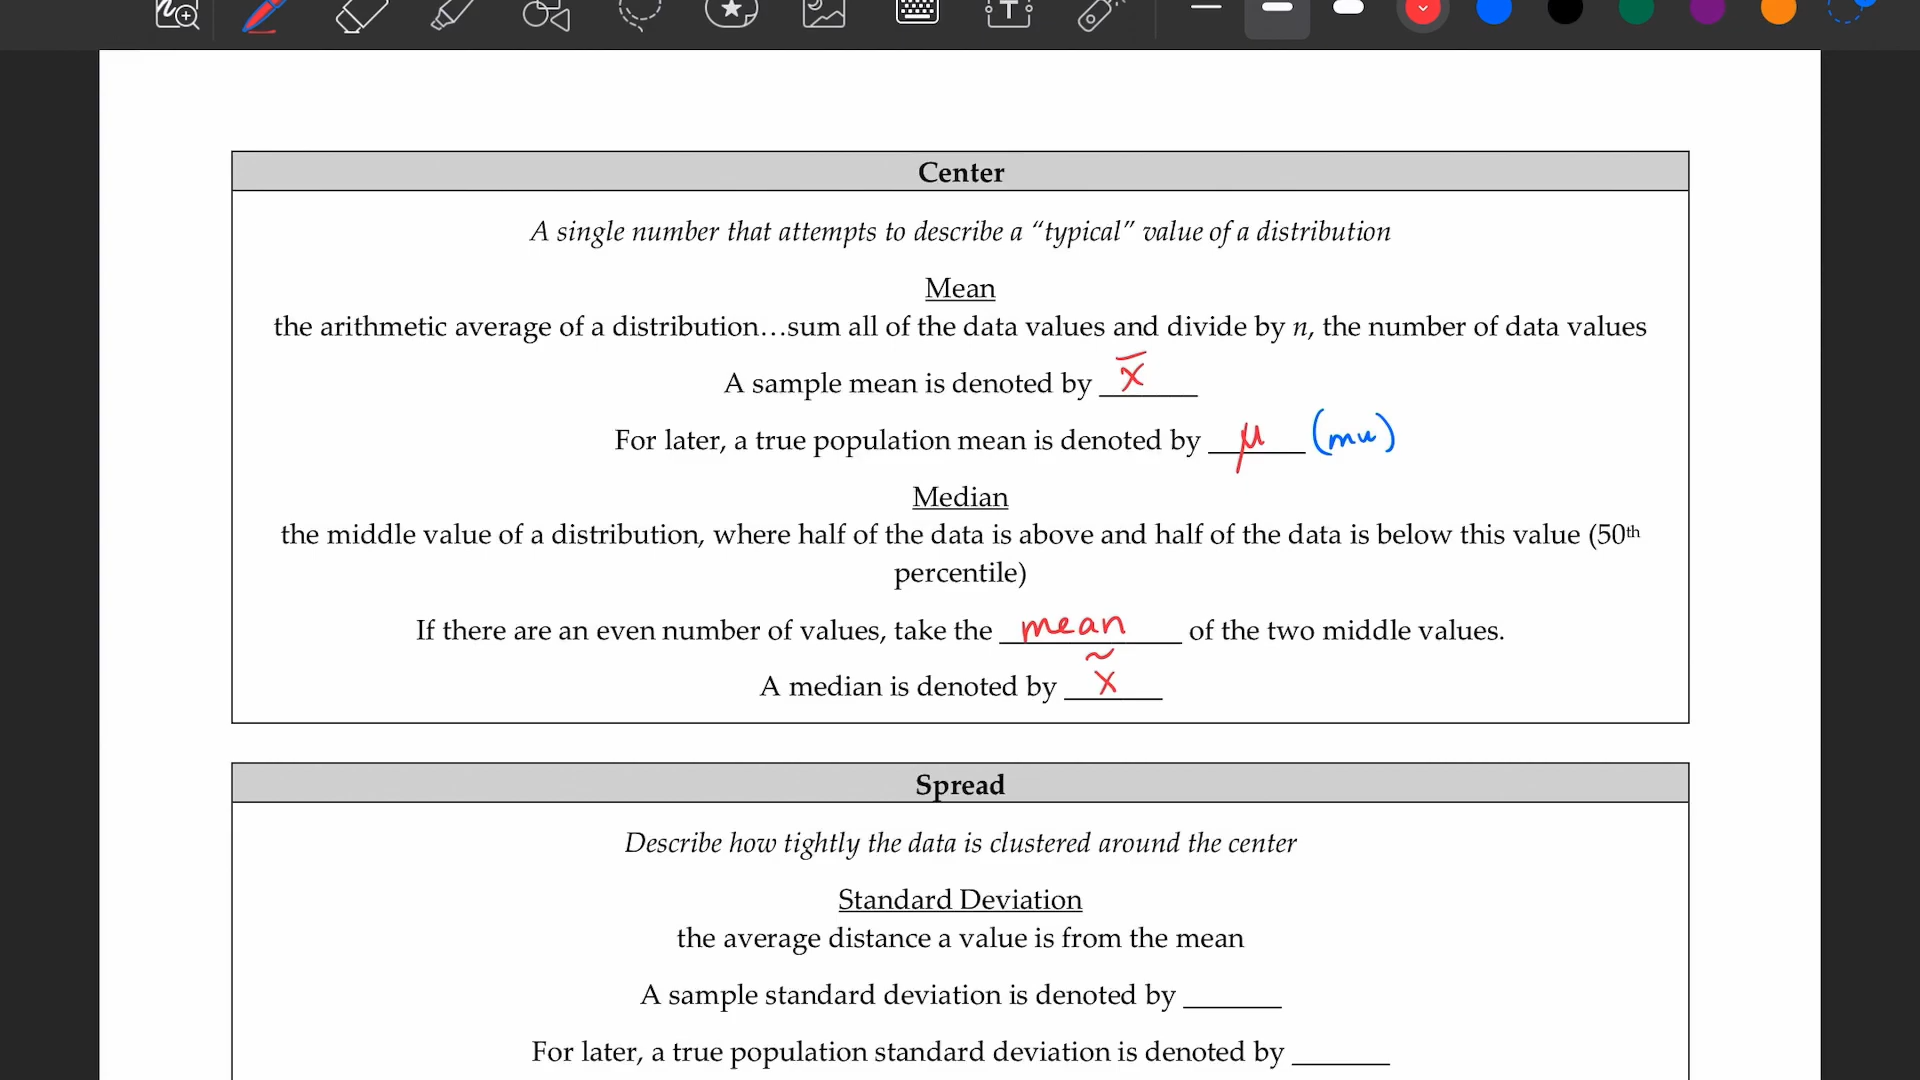 Center
A single number that attempts to describe a “typical” value of a distribution
Mean
the arithmetic average of a distribution…sum all of the data values and divide by n, the number of data values
A sample mean is denoted by x̄
For later, a true population mean is denoted by μ (mu)
Median
the middle value of a distribution, where half of the data is above and half of the data is below this value (50th
percentile)
If there are an even number of values, take the mean of the two middle values.
A median is denoted by x̃
Spread
Describe how tightly the data is clustered around the center
Standard Deviation
the average distance a value is from the mean
A sample standard deviation is denoted by _______
For later, a true population standard deviation is denoted by _______